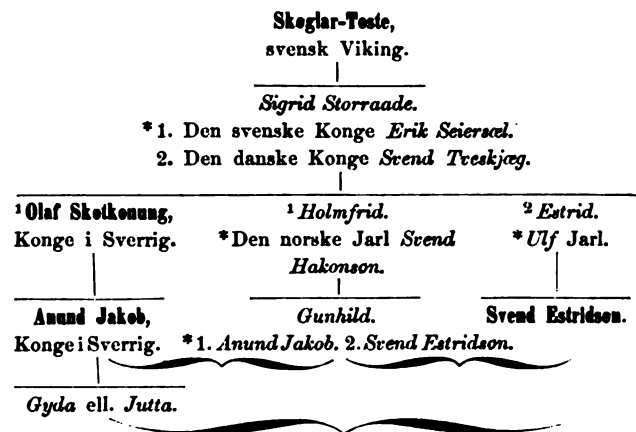 Skoglar-Toste,
svensk Viking.
Sigrid Storraade.
*1. Den svenske Konge Erik Seiersæl.
2. Den danske Konge Svend Tveskjæg.
¹Olaf Skotkonung, ¹Holmfrid. ²Estrid.
Konge i Sverrig. *Den norske Jarl Svend *Ulf Jarl.
Hakonson.
Anund Jakob, Gunhild. Svend Estridson.
Konge i Sverrig. *1. Anund Jakob. 2. Svend Estridson.
Gyda ell. Jutta.